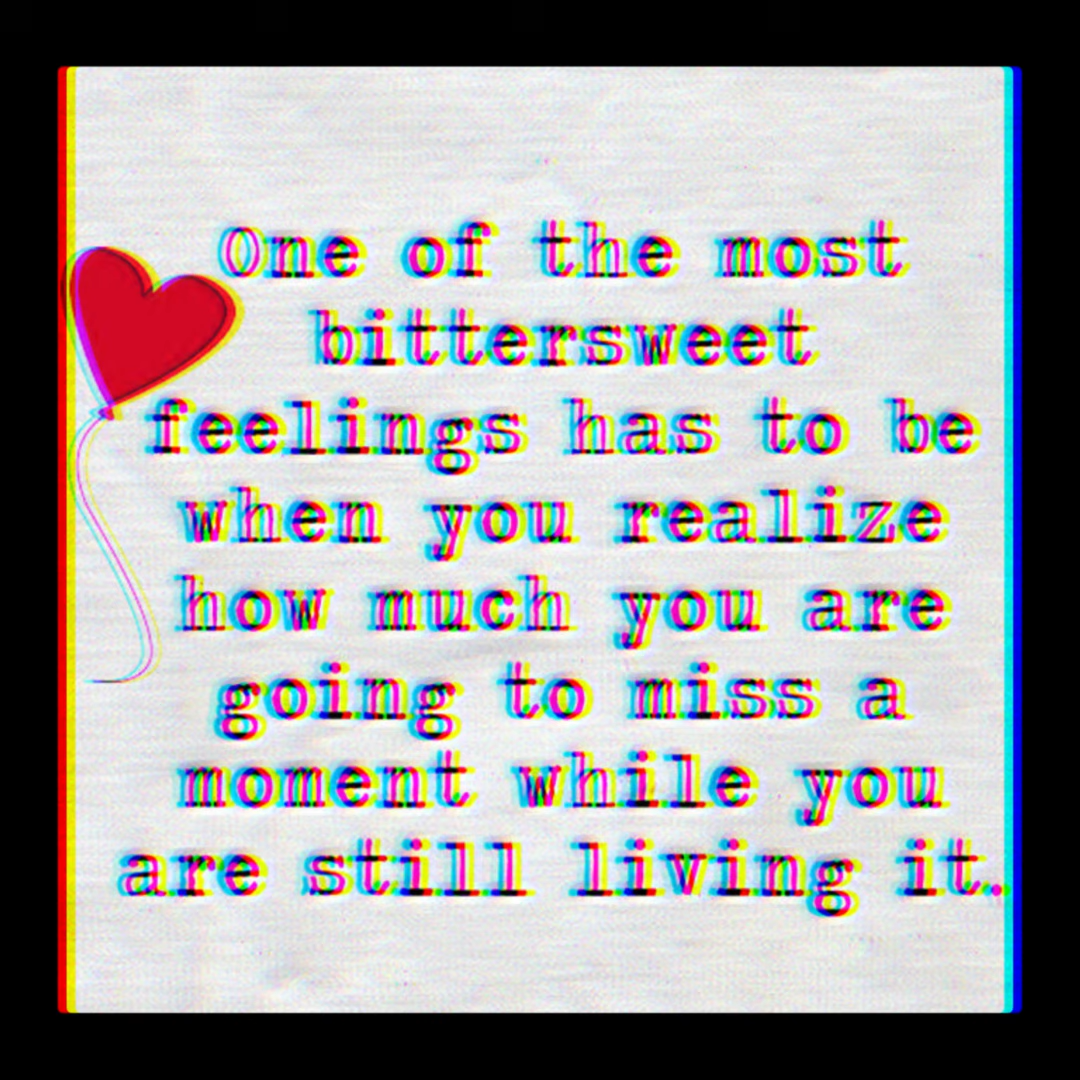 One of the most
bittersweet
feelings has to be
when you realize
how much you are
going to miss a
moment while you
are still living it.